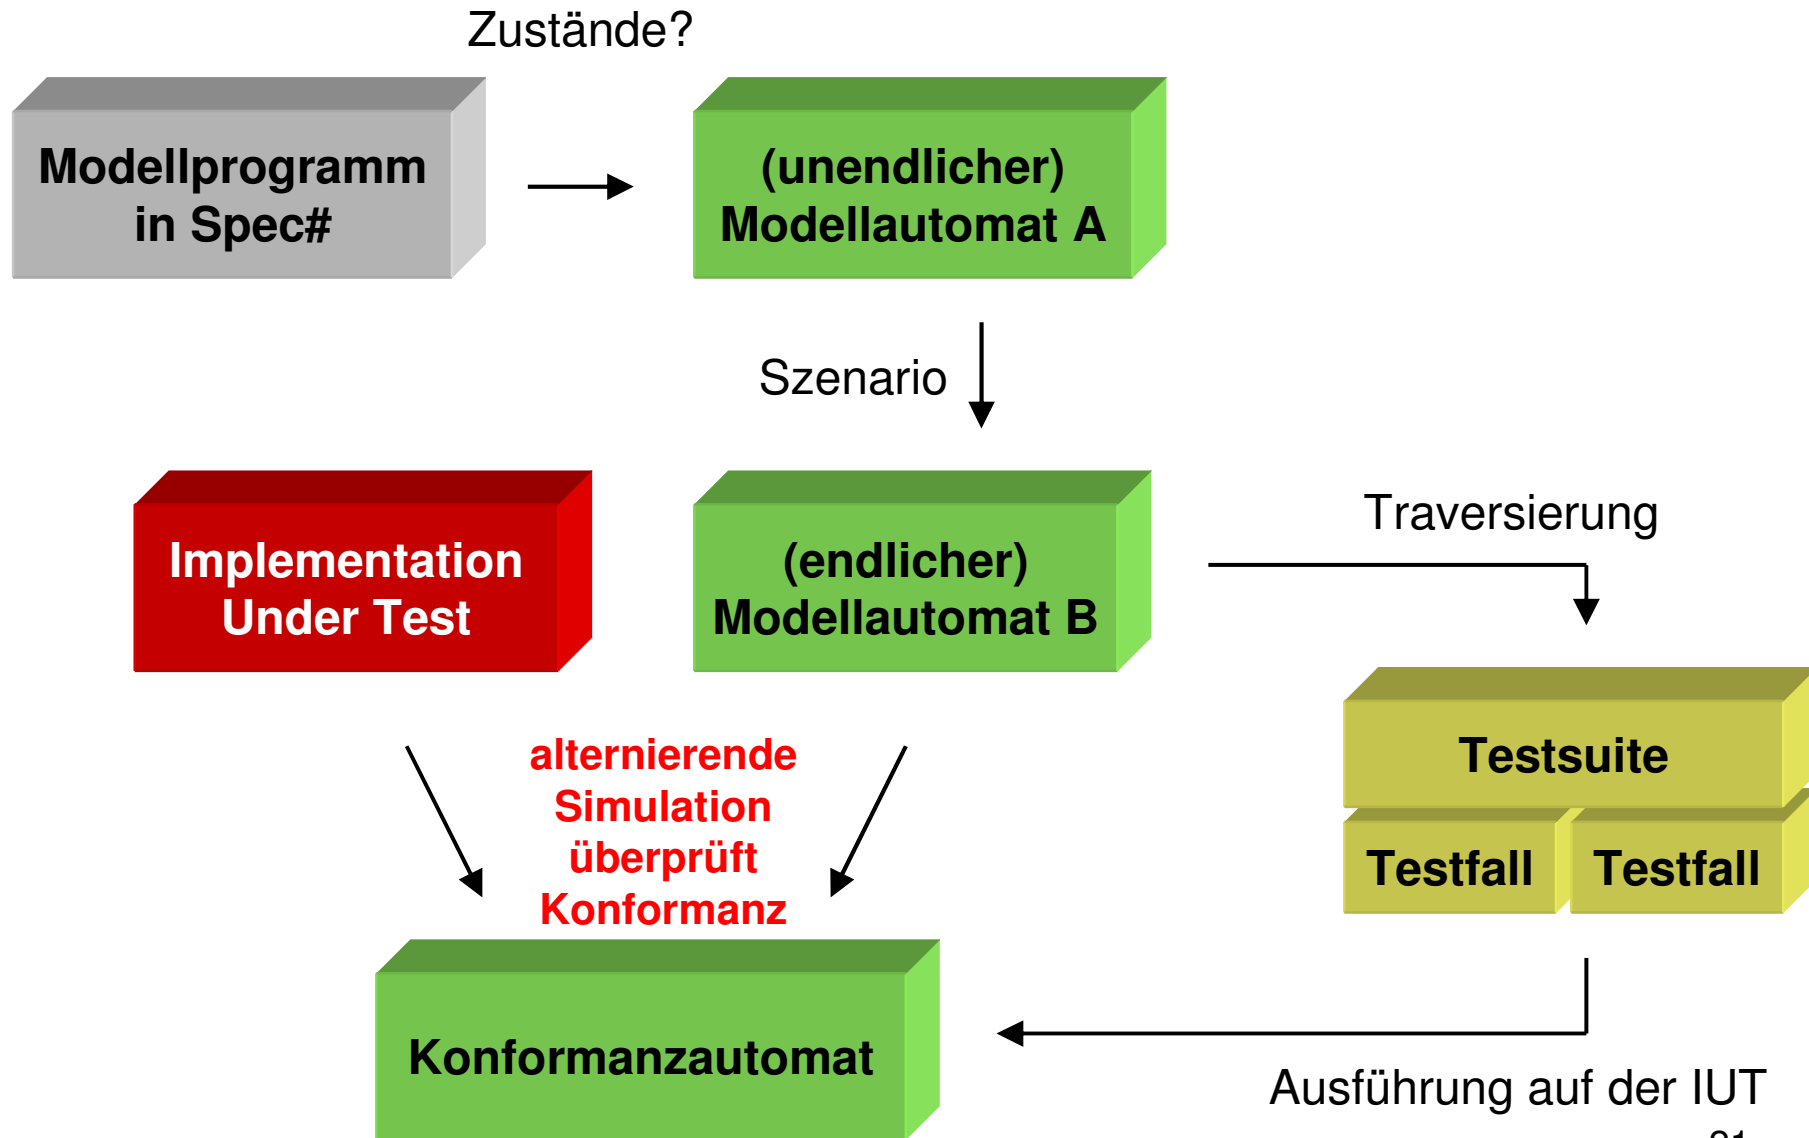 Zustände?
Modellprogramm
in Spec#
(unendlicher)
Modellautomat A
Szenario
Implementation
Under Test
(endlicher)
Modellautomat B
Traversierung
alternierende
Simulation
überprüft
Konformanz
Testsuite
Testfall
Testfall
Konformanzautomat
Ausführung auf der IUT